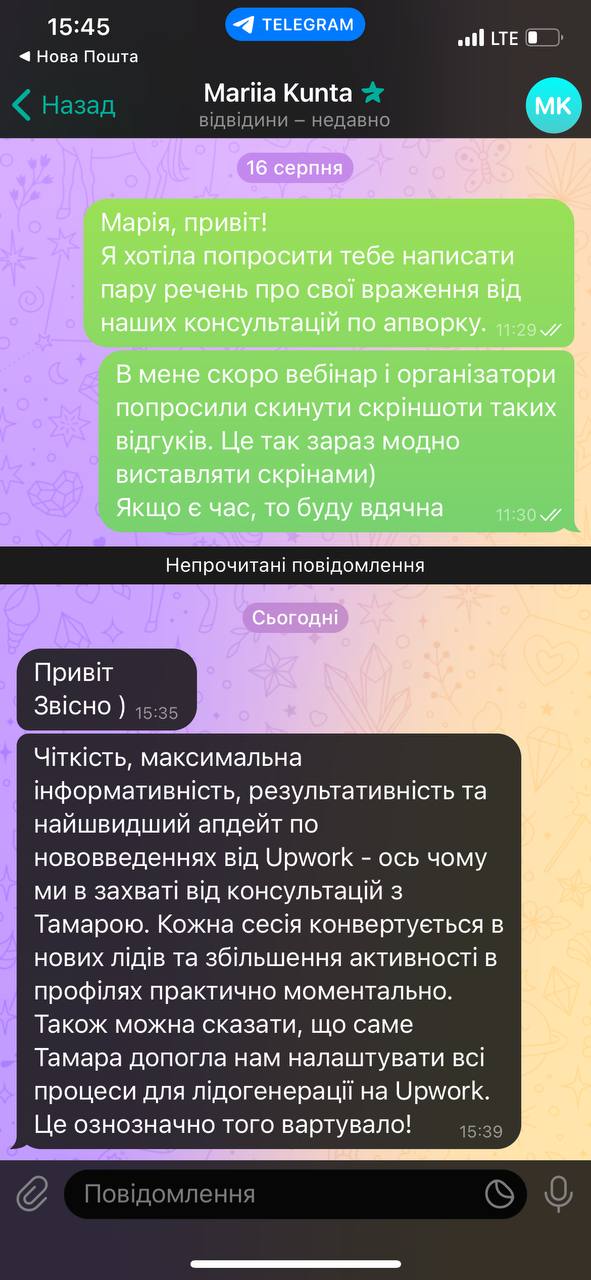 15:45
TELEGRAM
LTE
◀ Нова Пошта
Назад
Mariia Kunta
відвідини – недавно
MK
16 серпня
Марія, привіт!
Я хотіла попросити тебе написати
пару речень про свої враження від
наших консультацій по апворку. 11:29
В мене скоро вебінар і організатори
попросили скинути скріншоти таких
відгуків. Це так зараз модно
виставляти скрінами)
Якщо є час, то буду вдячна 11:30
Непрочитані повідомлення
Сьогодні
Привіт
Звісно ) 15:35
Чіткість, максимальна
інформативність, результативність та
найшвидший апдейт по
нововведеннях від Upwork - ось чому
ми в захваті від консультацій з
Тамарою. Кожна сесія конвертується в
нових лідів та збільшення активності в
профілях практично моментально.
Також можна сказати, що саме
Тамара допогла нам налаштувати всі
процеси для лідогенерації на Upwork.
Це ознозначно того вартувало! 15:39
Повідомлення